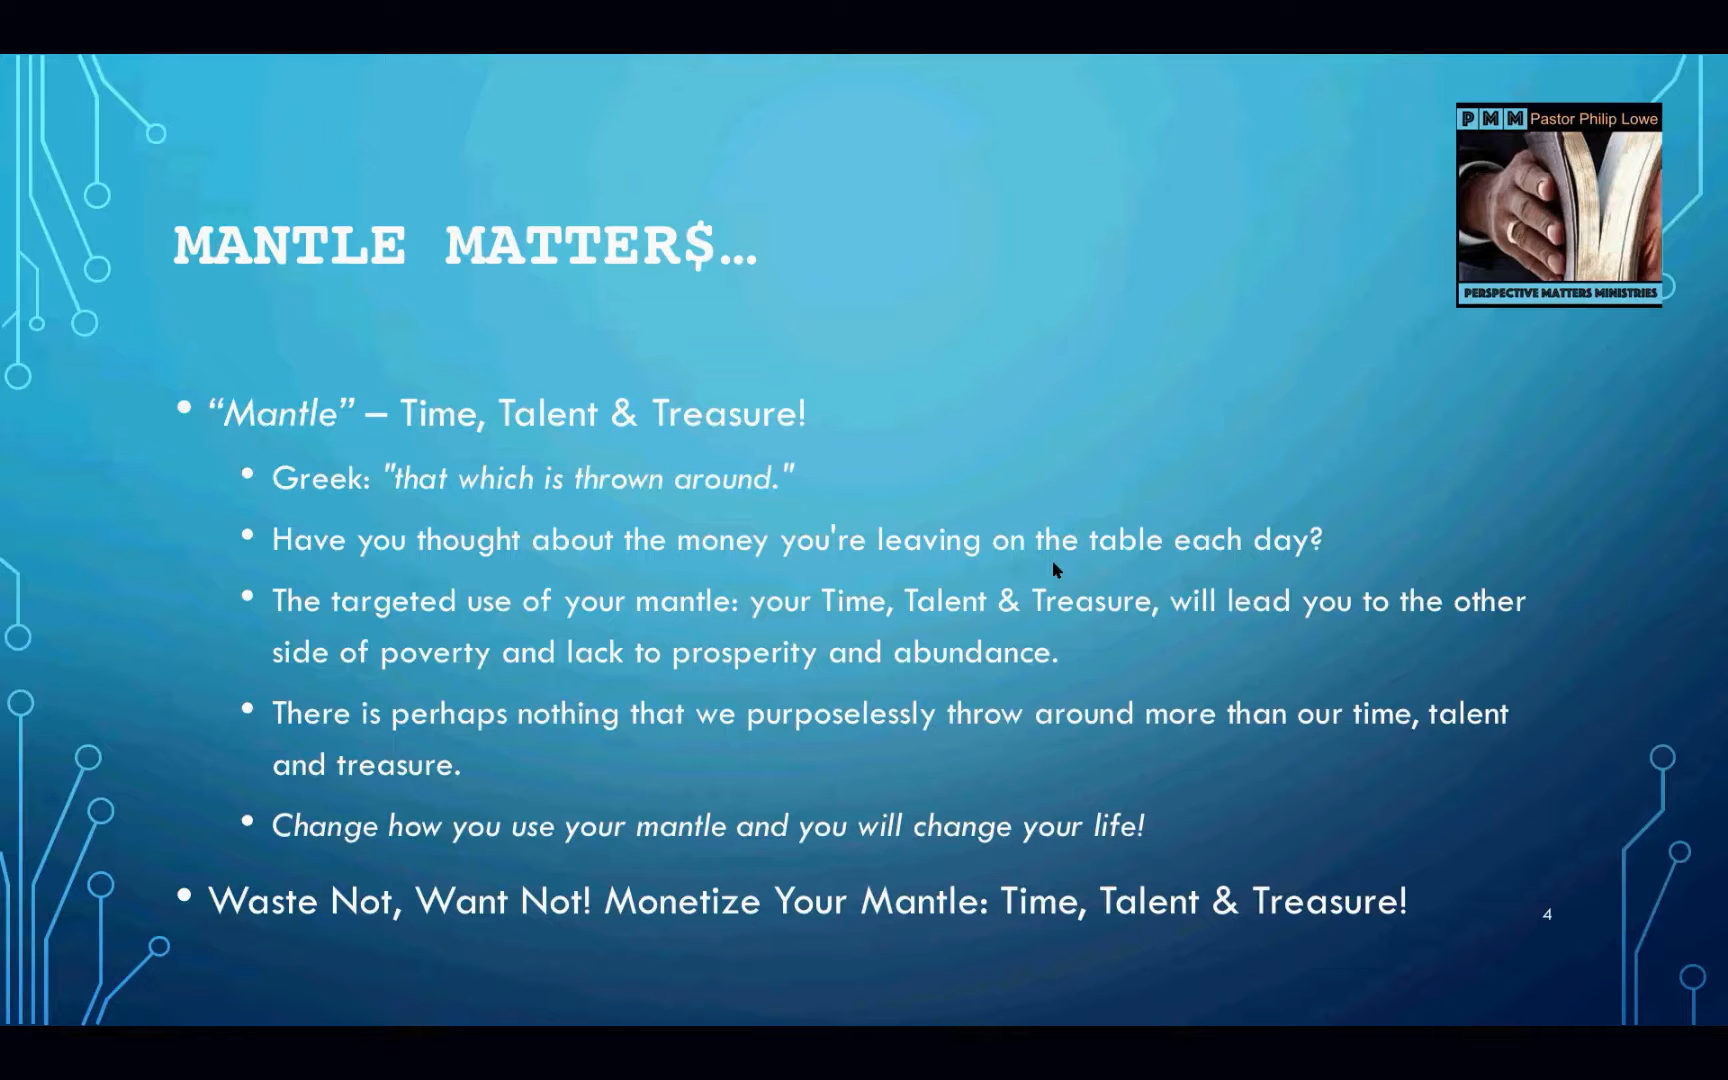 PMM Pastor Philip Lowe
PERSPECTIVE MATTERS MINISTRIES
MANTLE MATTER$...
• “Mantle” – Time, Talent & Treasure!
• Greek: "that which is thrown around."
• Have you thought about the money you're leaving on the table each day?
• The targeted use of your mantle: your Time, Talent & Treasure, will lead you to the other
side of poverty and lack to prosperity and abundance.
• There is perhaps nothing that we purposelessly throw around more than our time, talent
and treasure.
• Change how you use your mantle and you will change your life!
• Waste Not, Want Not! Monetize Your Mantle: Time, Talent & Treasure!
4